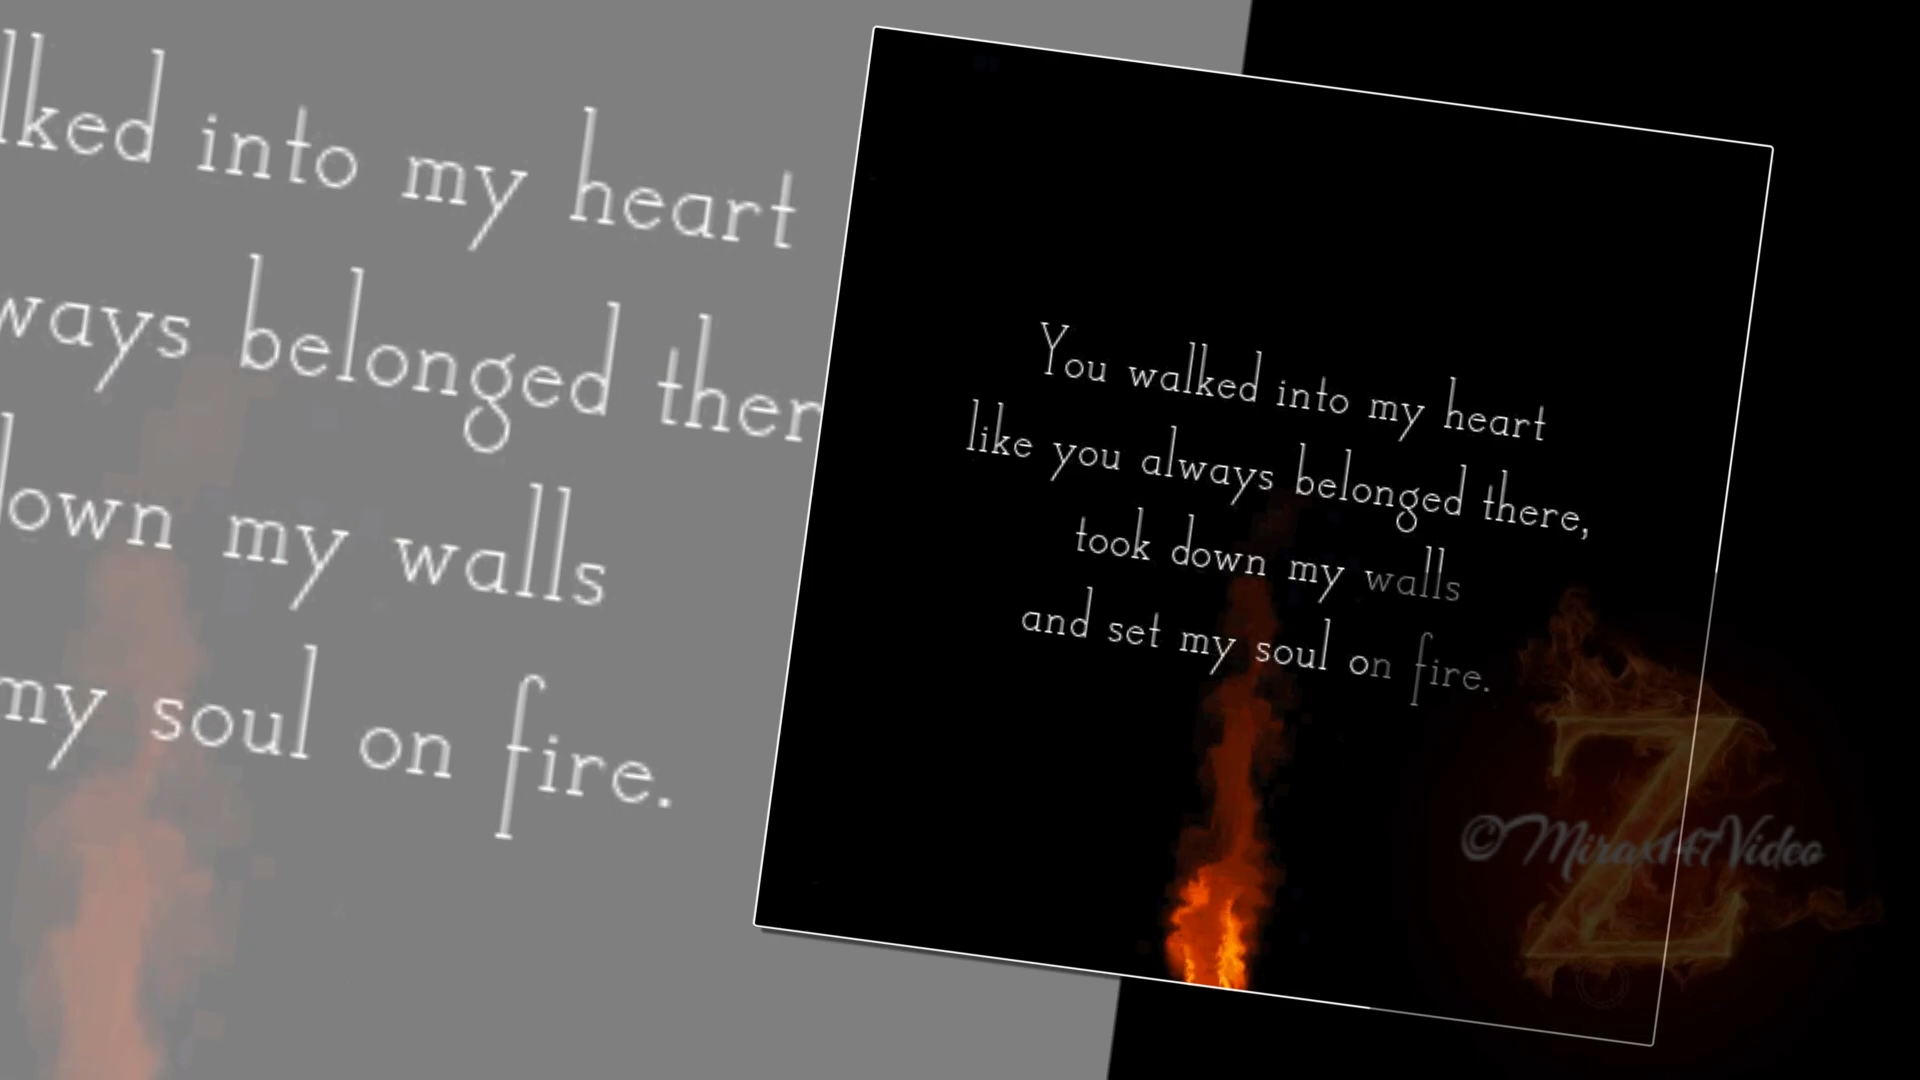 lked into my heart
ways belonged ther
down my walls
my soul on fire.
You walked into my heart
like you always belonged there,
took down my walls
and set my soul on fire.
Z
©Mirax147Video